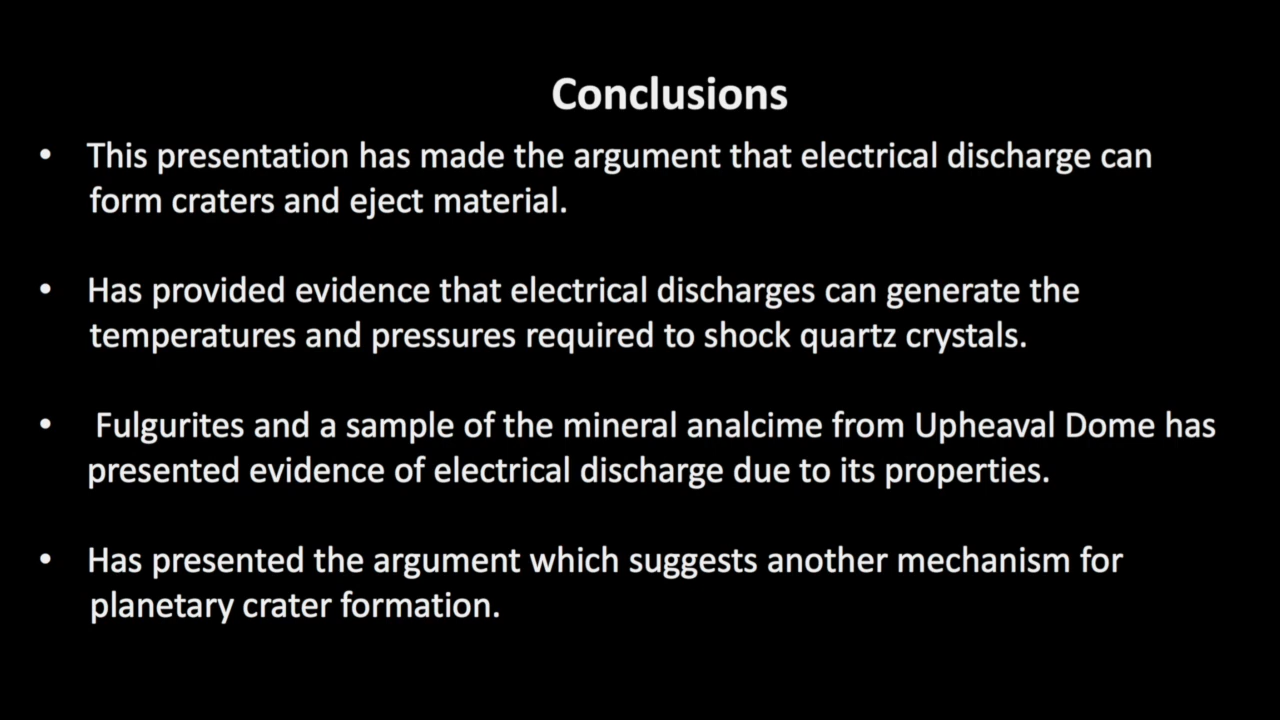 Conclusions
• This presentation has made the argument that electrical discharge can
form craters and eject material.
• Has provided evidence that electrical discharges can generate the
temperatures and pressures required to shock quartz crystals.
• Fulgurites and a sample of the mineral analcime from Upheaval Dome has
presented evidence of electrical discharge due to its properties.
• Has presented the argument which suggests another mechanism for
planetary crater formation.